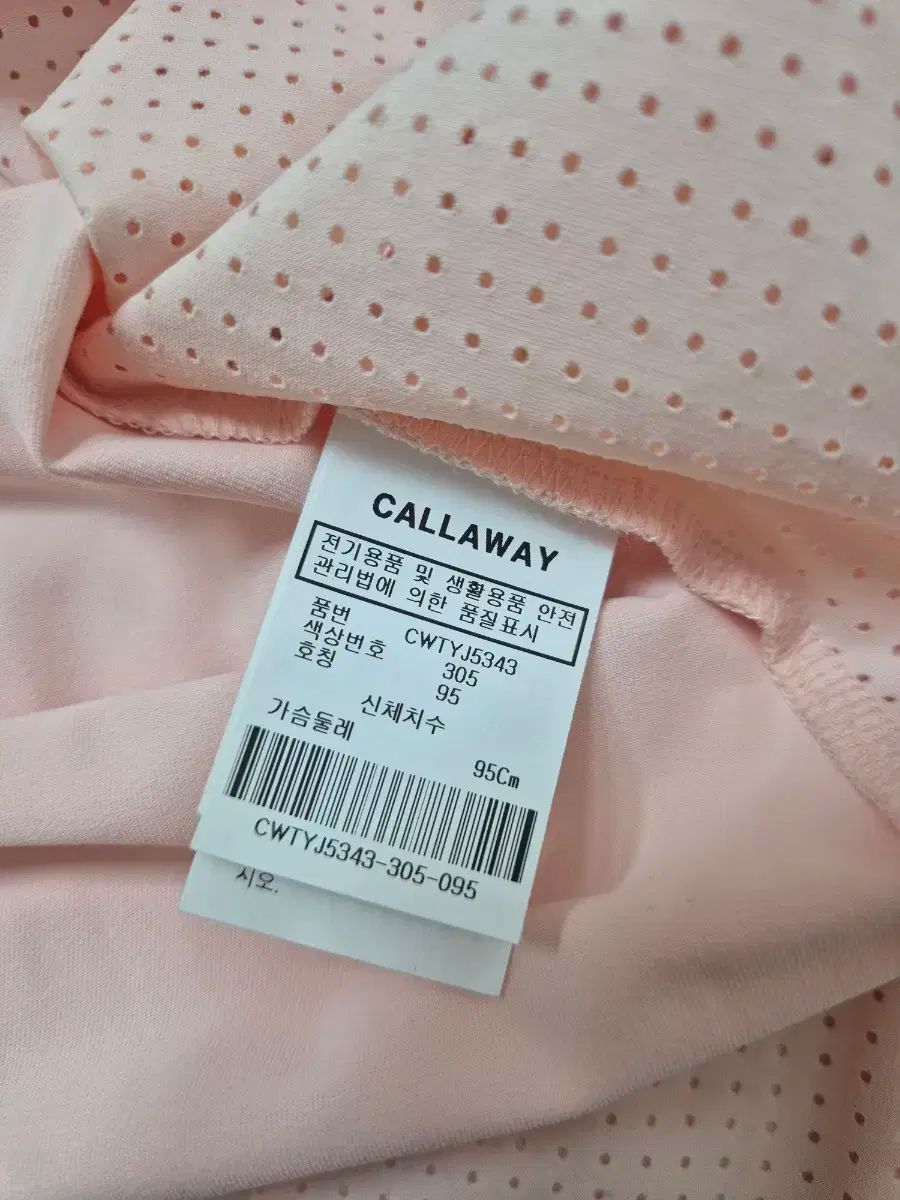 CALLAWAY
전기용품 및 생활용품 안전
관리법에 의한 품질표시
품번 CWTYJ5343
색상번호 305
호칭 95
신체치수
가슴둘레 95Cm
CWTYJ5343-305-095
시오.